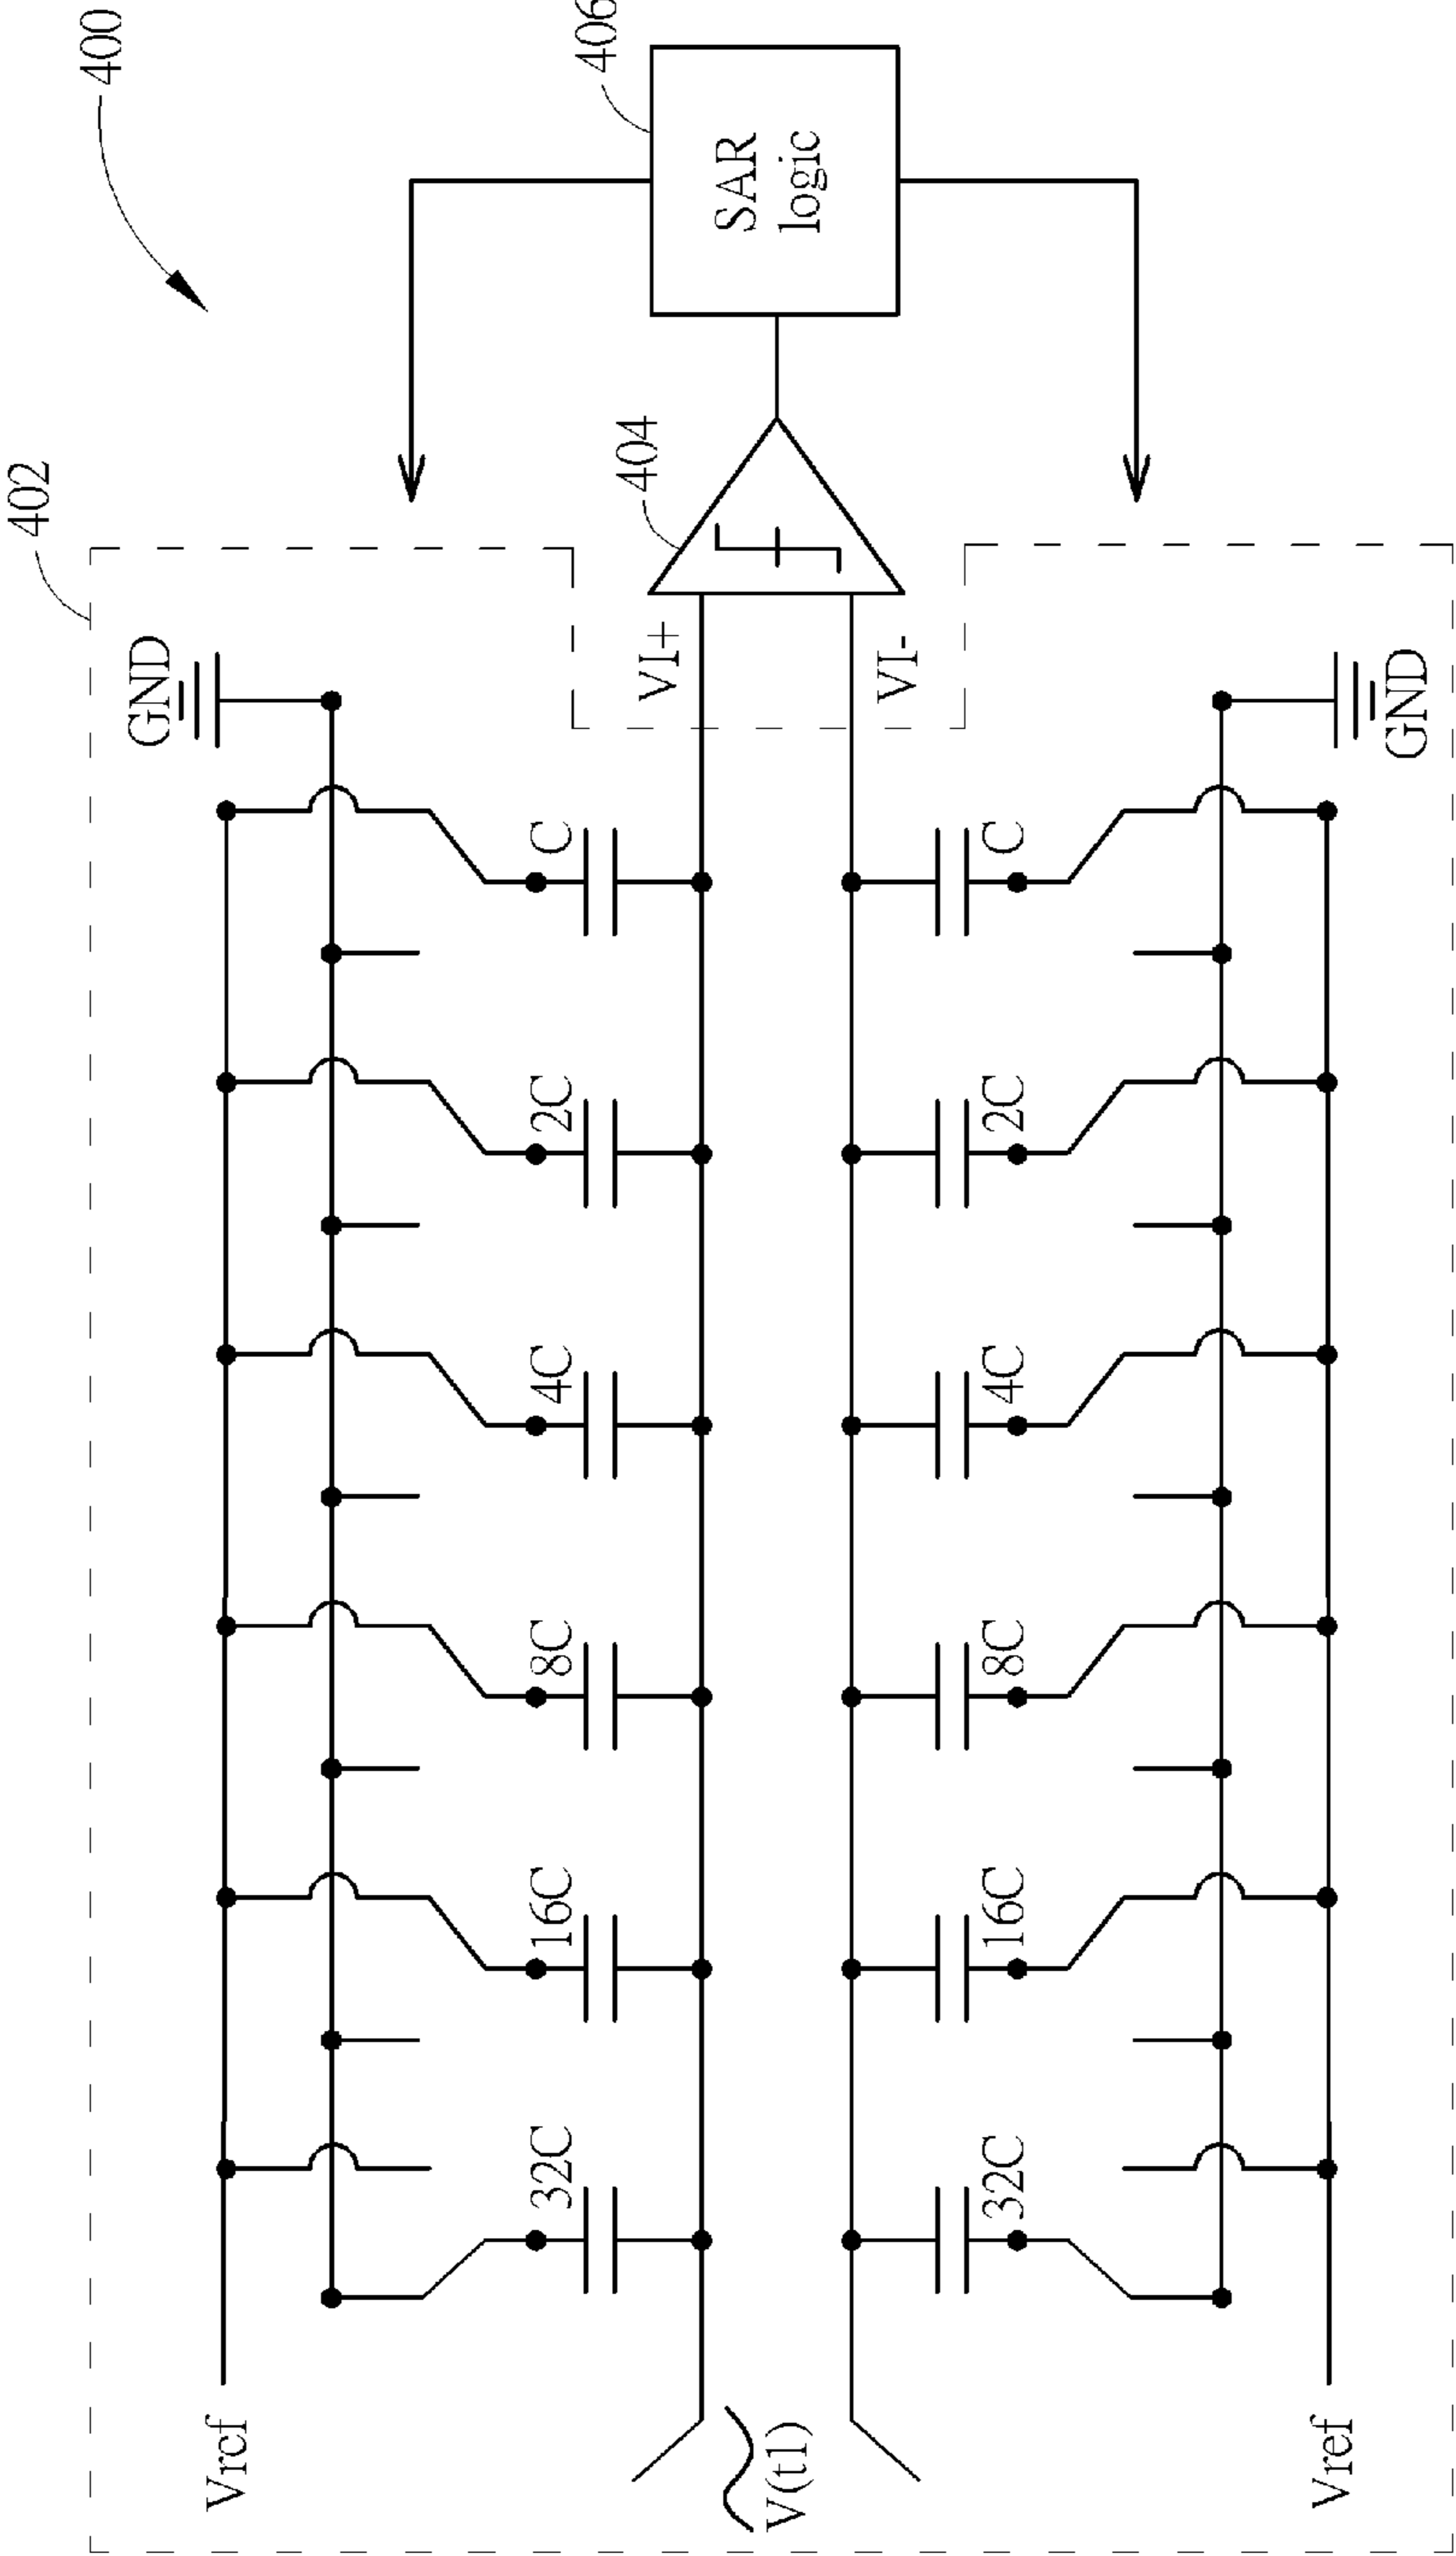 400
402
406
SAR
logic
404
GND
VI+
VI-
GND
32C
16C
8C
4C
2C
C
32C
16C
8C
4C
2C
C
Vref
V(t1)
Vref